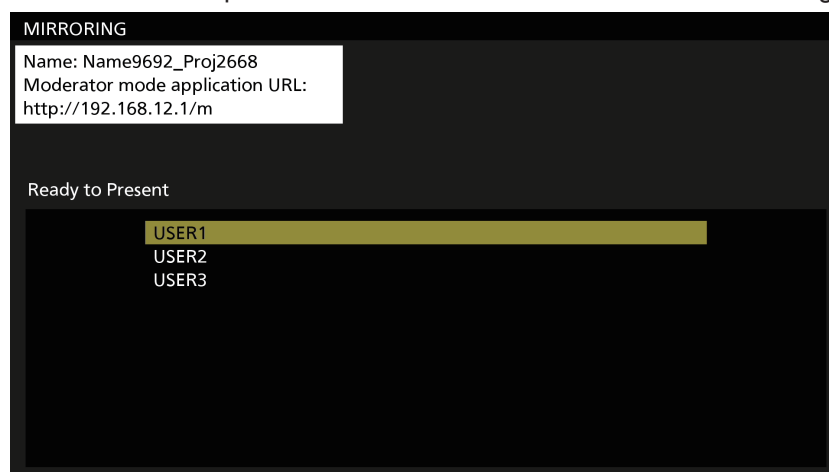 MIRRORING
Name: Name9692_Proj2668
Moderator mode application URL:
http://192.168.12.1/m
Ready to Present
USER1
USER2
USER3